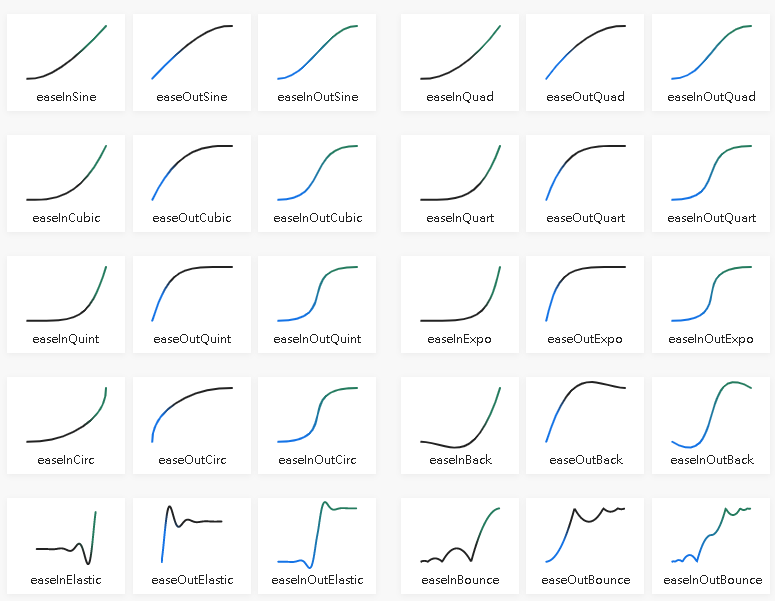 easeInSine
easeOutSine
easeInOutSine
easeInQuad
easeOutQuad
easeInOutQuad
easeInCubic
easeOutCubic
easeInOutCubic
easeInQuart
easeOutQuart
easeInOutQuart
easeInQuint
easeOutQuint
easeInOutQuint
easeInExpo
easeOutExpo
easeInOutExpo
easeInCirc
easeOutCirc
easeInOutCirc
easeInBack
easeOutBack
easeInOutBack
easeInElastic
easeOutElastic
easeInOutElastic
easeInBounce
easeOutBounce
easeInOutBounce